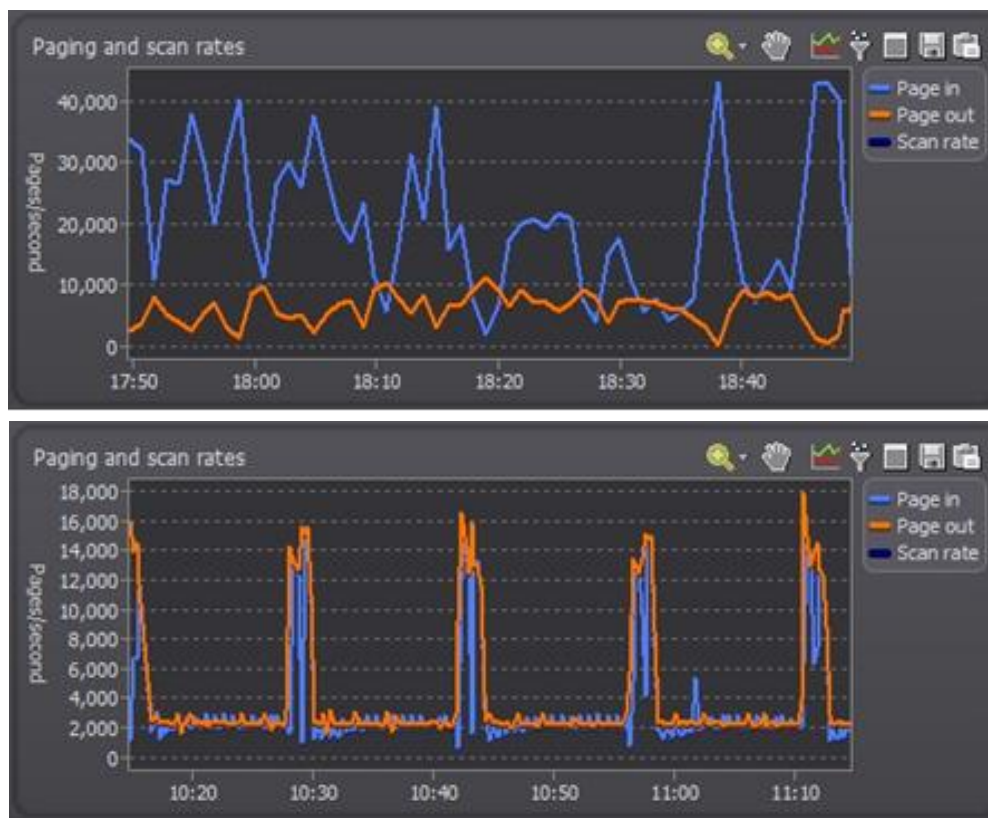 Paging and scan rates
40,000
30,000
20,000
10,000
0
Pages/second
17:50 18:00 18:10 18:20 18:30 18:40
Page in
Page out
Scan rate
Paging and scan rates
18,000
16,000
14,000
12,000
10,000
8,000
6,000
4,000
2,000
0
Pages/second
10:20 10:30 10:40 10:50 11:00 11:10
Page in
Page out
Scan rate